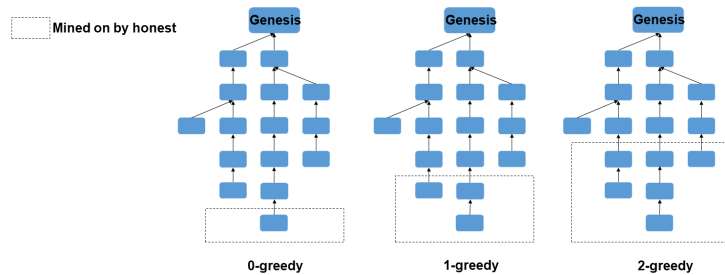 Genesis
Genesis
Genesis
Mined on by honest
0-greedy
1-greedy
2-greedy